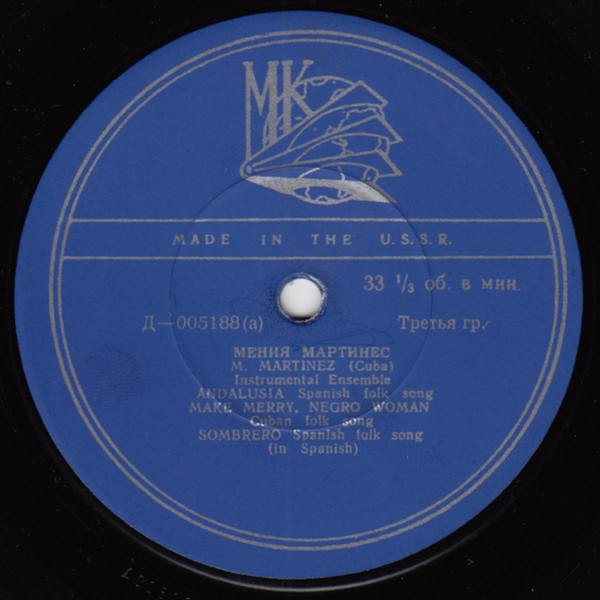 МК
MADE IN THE U.S.S.R.
33 ⅓ об. в мин.
Д—005188(а) Третья гр.
МЕНИЯ МАРТИНЕС
M. MARTINEZ (Cuba)
Instrumental Ensemble
ANDALUSIA Spanish folk song
MAKE MERRY, NEGRO WOMAN
Cuban folk song
SOMBRERO Spanish folk song
(in Spanish)